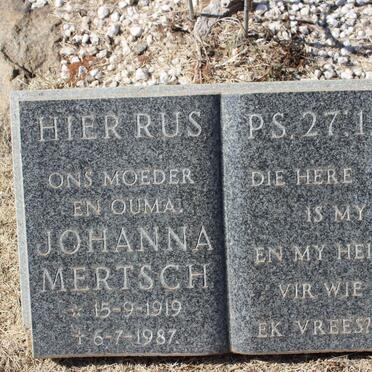 HIER RUS
ONS MOEDER
EN OUMA.
JOHANNA
MERTSCH
☆ 15-9-1919
† 6-7-1987
PS. 27:1
DIE HERE
IS MY
EN MY
VIR WIE
EK VREES?